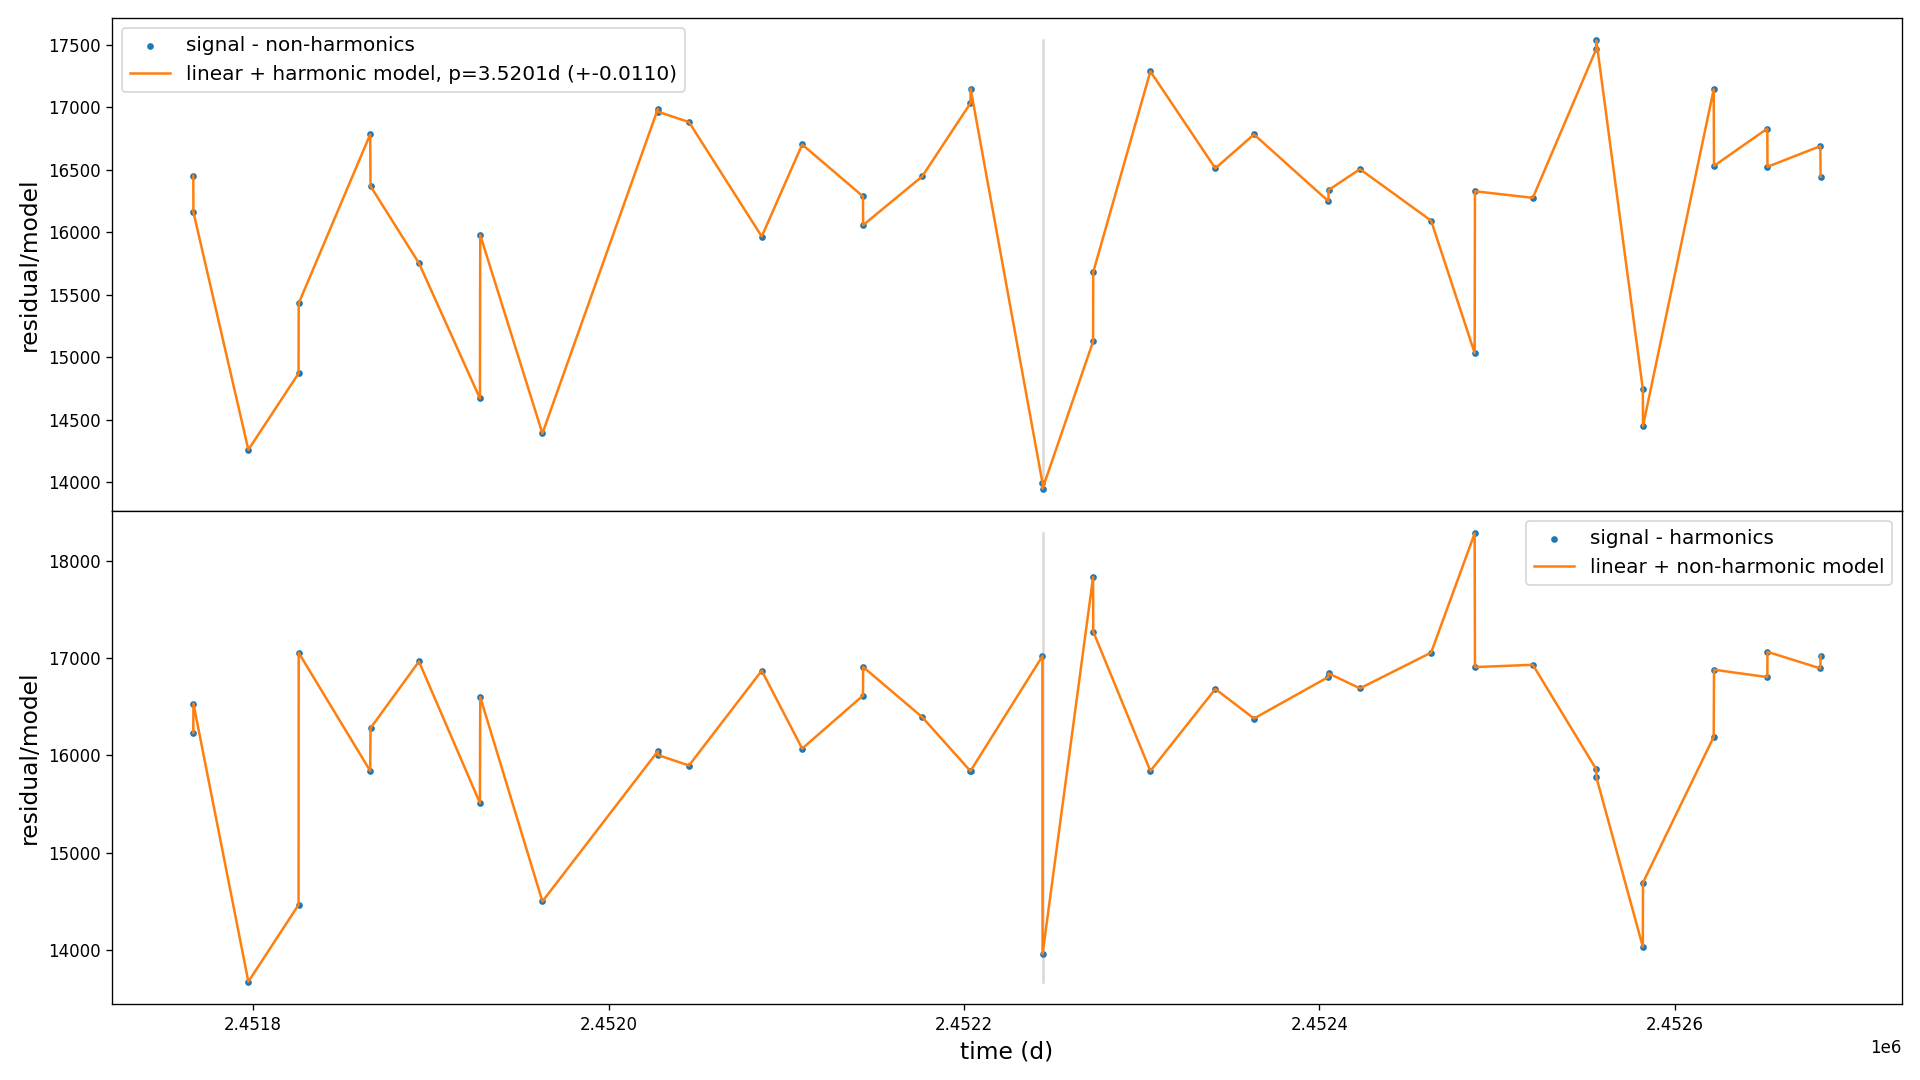 17500
17000
16500
16000
15500
15000
14500
14000
residual/model
signal - non-harmonics
linear + harmonic model, p=3.5201d (+-0.0110)
18000
17000
16000
15000
14000
residual/model
signal - harmonics
linear + non-harmonic model
2.4518 2.4520 2.4522 2.4524 2.4526
time (d)
1e6